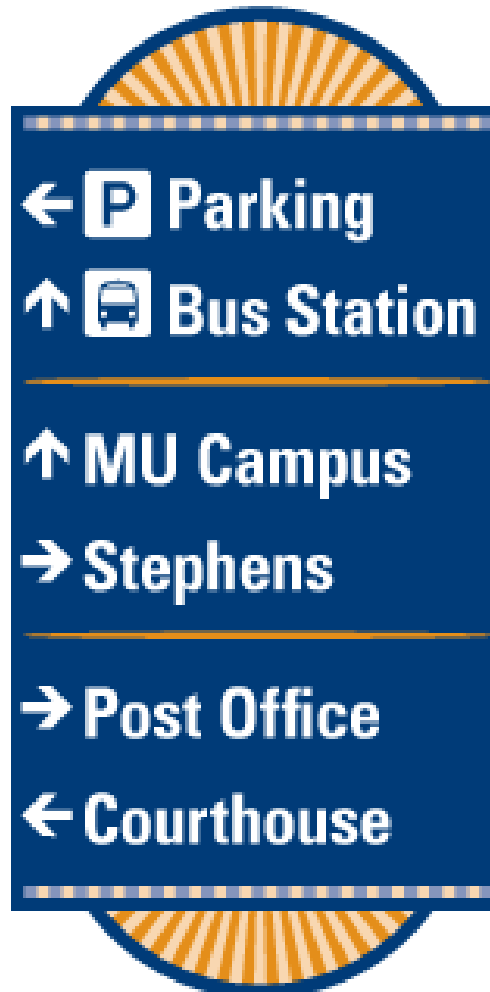 ← P Parking
↑ Bus Station
↑ MU Campus
→ Stephens
→ Post Office
← Courthouse